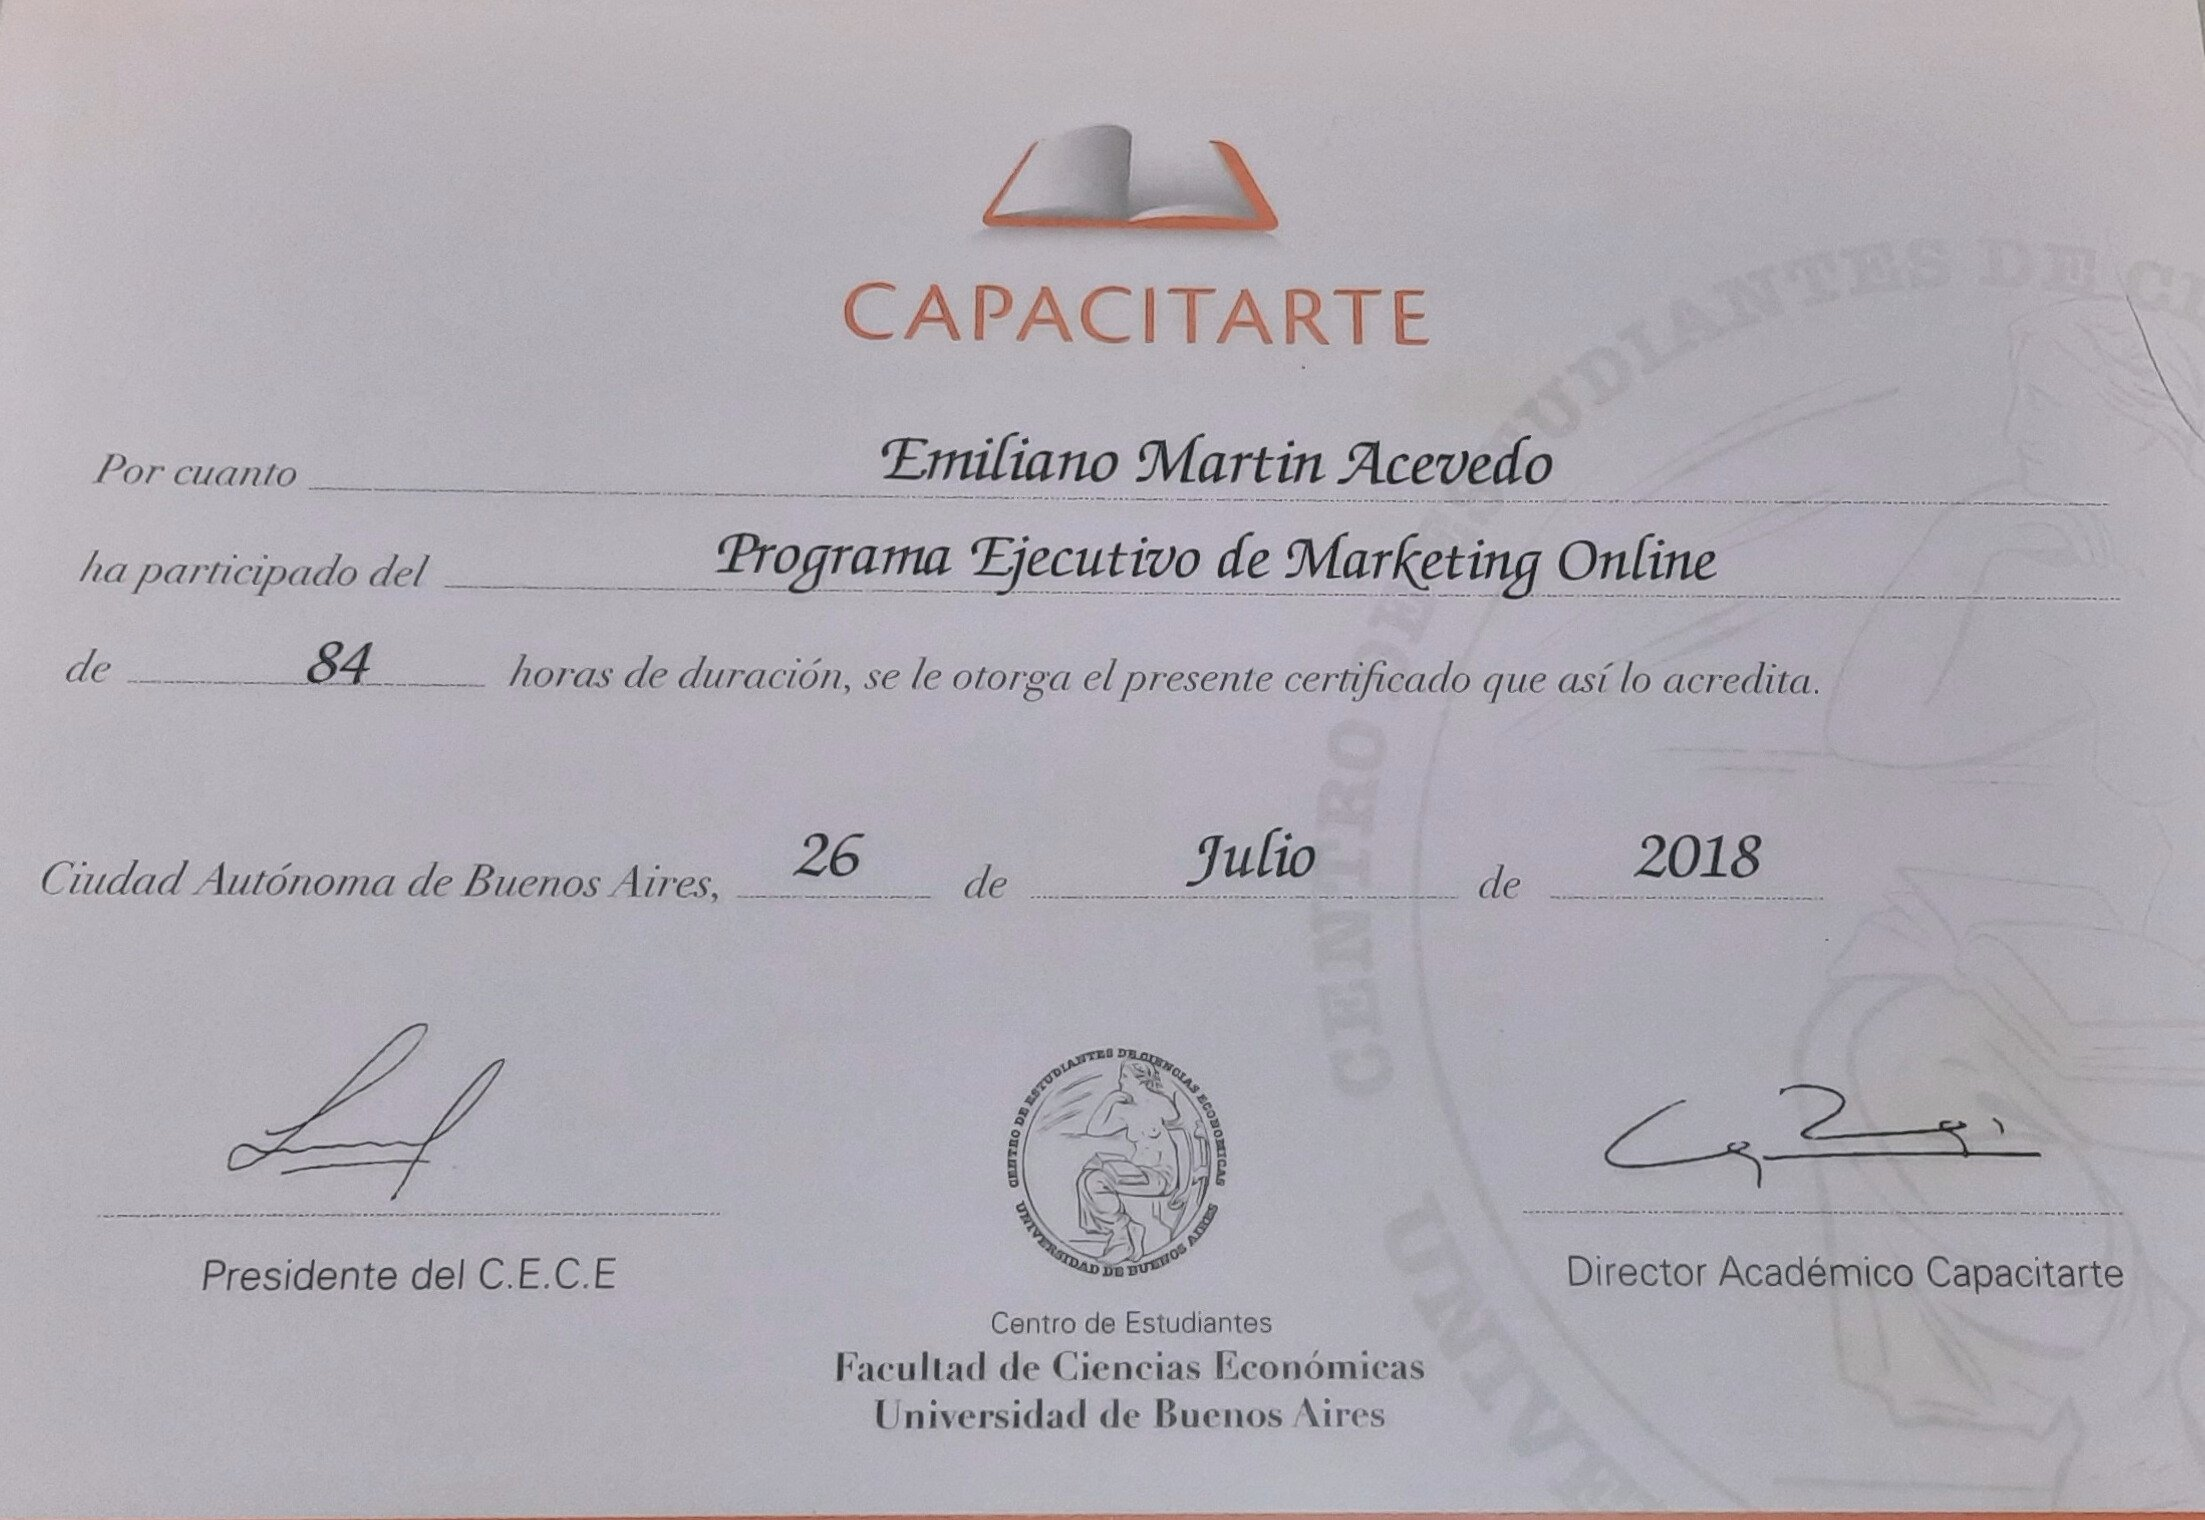 CAPACITARTE
Por cuanto Emiliano Martin Acevedo
ha participado del Programa Ejecutivo de Marketing Online
de 84 horas de duración, se le otorga el presente certificado que así lo acredita.
Ciudad Autónoma de Buenos Aires, 26 de Julio de 2018
CENTRO DE ESTUDIANTES DE CIENCIAS ECONOMICAS
UNIVERSIDAD DE BUENOS AIRES
Presidente del C.E.C.E
Director Académico Capacitarte
Centro de Estudiantes
Facultad de Ciencias Económicas
Universidad de Buenos Aires
CENTRO DE ESTUDIANTES DE CI
UNIVE